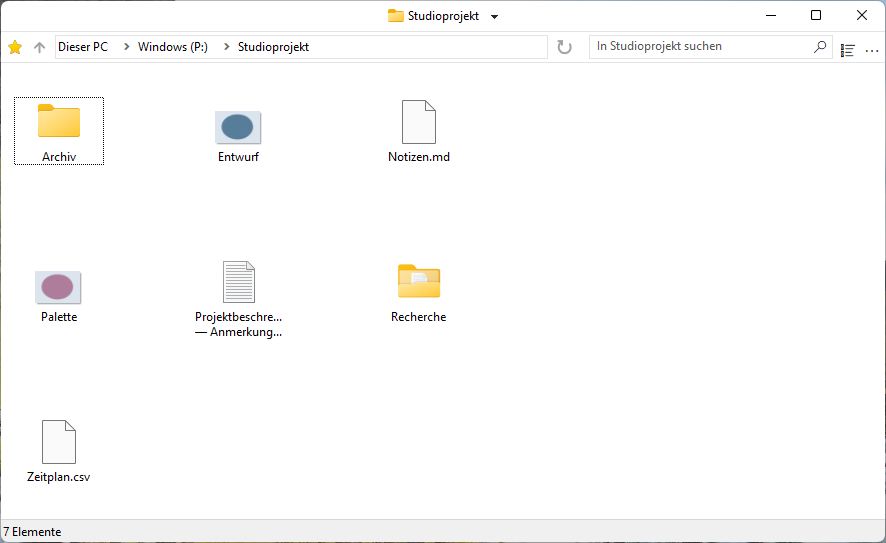 Studioprojekt
Dieser PC > Windows (P:) > Studioprojekt
In Studioprojekt suchen
Archiv
Entwurf
Notizen.md
Palette
Projektbeschre...
— Anmerkung...
Recherche
Zeitplan.csv
7 Elemente